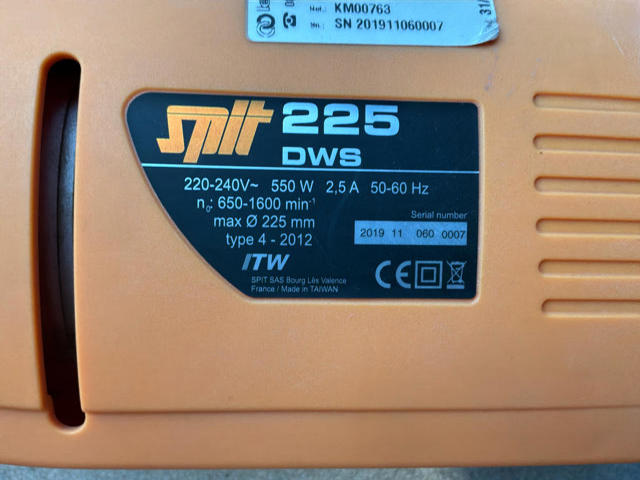 KM00763
SN 201911060007
31/
SPIT 225
DWS
220-240V~ 550 W 2,5 A 50-60 Hz
n₀: 650-1600 min⁻¹
max Ø 225 mm
type 4 - 2012
Serial number
2019 11 060 0007
ITW
CE
SPIT SAS Bourg Lès Valence
France / Made in TAIWAN